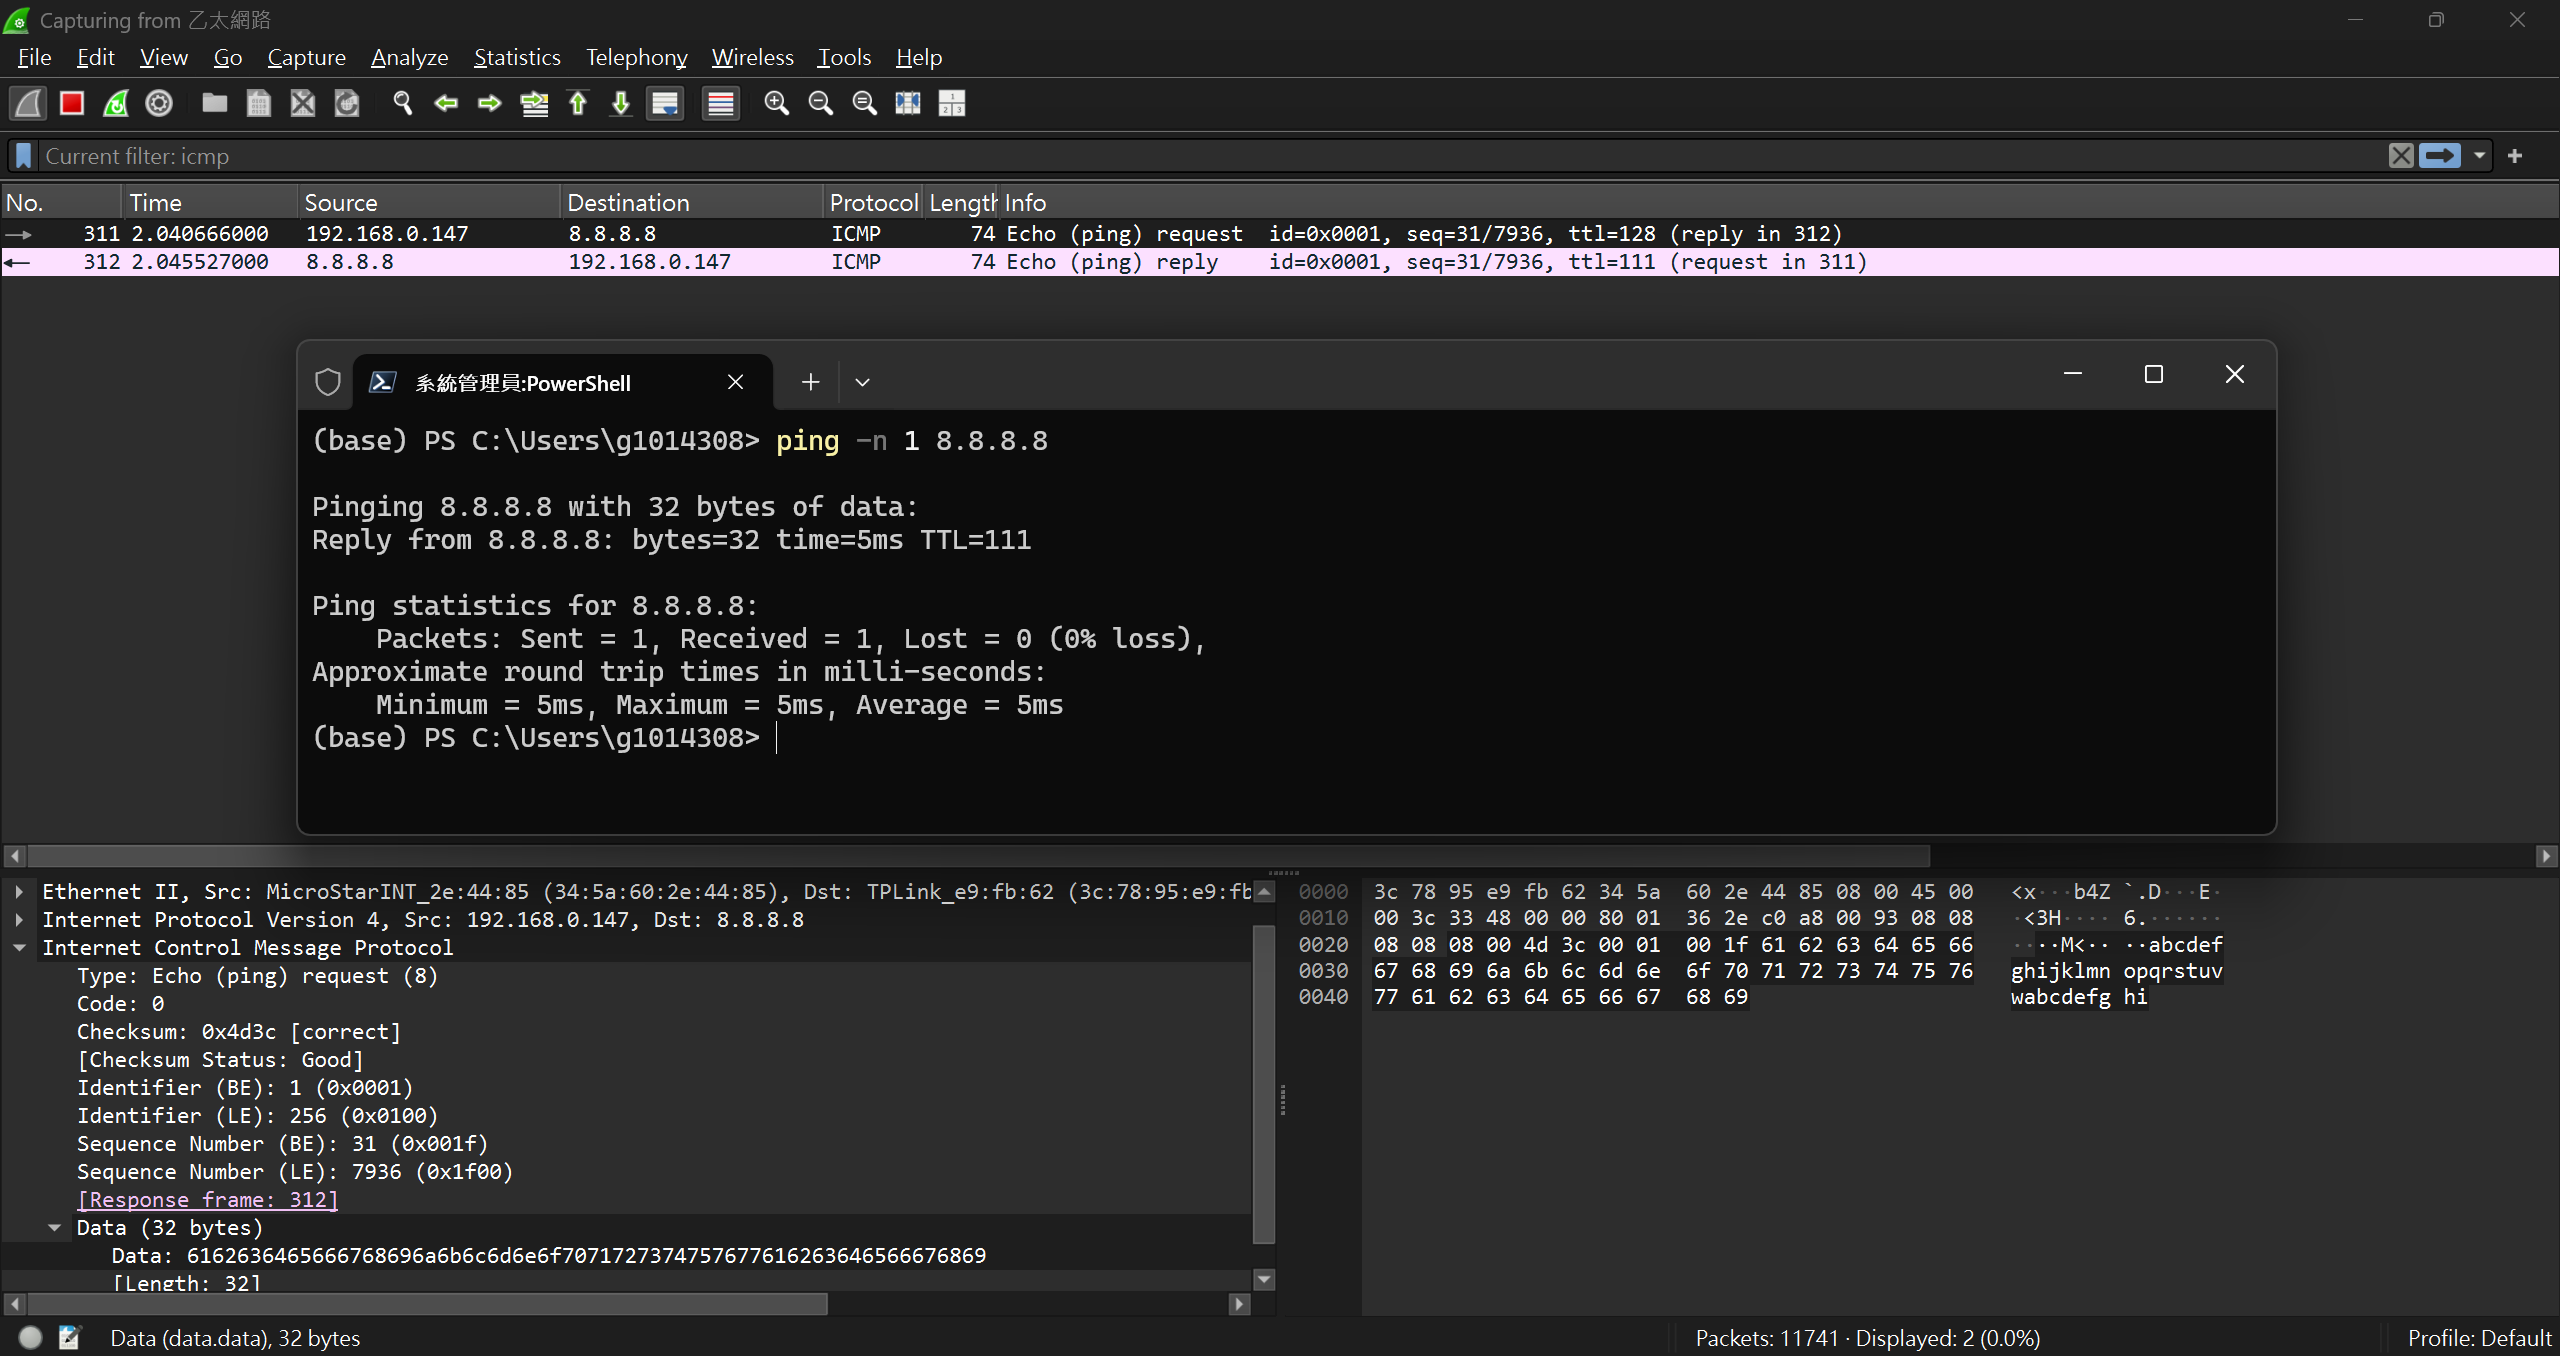 Capturing from 乙太網路
File Edit View Go Capture Analyze Statistics Telephony Wireless Tools Help
Current filter: icmp
No. Time Source Destination Protocol Length Info
311 2.040666000 192.168.0.147 8.8.8.8 ICMP 74 Echo (ping) request id=0x0001, seq=31/7936, ttl=128 (reply in 312)
312 2.045527000 8.8.8.8 192.168.0.147 ICMP 74 Echo (ping) reply id=0x0001, seq=31/7936, ttl=111 (request in 311)
系統管理員:PowerShell
(base) PS C:\Users\g1014308> ping -n 1 8.8.8.8
Pinging 8.8.8.8 with 32 bytes of data:
Reply from 8.8.8.8: bytes=32 time=5ms TTL=111
Ping statistics for 8.8.8.8:
Packets: Sent = 1, Received = 1, Lost = 0 (0% loss),
Approximate round trip times in milli-seconds:
Minimum = 5ms, Maximum = 5ms, Average = 5ms
(base) PS C:\Users\g1014308>
Ethernet II, Src: MicroStarINT_2e:44:85 (34:5a:60:2e:44:85), Dst: TPLink_e9:fb:62 (3c:78:95:e9:fb
Internet Protocol Version 4, Src: 192.168.0.147, Dst: 8.8.8.8
Internet Control Message Protocol
Type: Echo (ping) request (8)
Code: 0
Checksum: 0x4d3c [correct]
[Checksum Status: Good]
Identifier (BE): 1 (0x0001)
Identifier (LE): 256 (0x0100)
Sequence Number (BE): 31 (0x001f)
Sequence Number (LE): 7936 (0x1f00)
[Response frame: 312]
Data (32 bytes)
Data: 6162636465666768696a6b6c6d6e6f7071727374757677616263646566676869
[Length: 32]
0000 3c 78 95 e9 fb 62 34 5a 60 2e 44 85 08 00 45 00 <x···b4Z `.D···E·
0010 00 3c 33 48 00 00 80 01 36 2e c0 a8 00 93 08 08 ·<3H···· 6.······
0020 08 08 08 00 4d 3c 00 01 00 1f 61 62 63 64 65 66 ····M<·· ··abcdef
0030 67 68 69 6a 6b 6c 6d 6e 6f 70 71 72 73 74 75 76 ghijklmn opqrstuv
0040 77 61 62 63 64 65 66 67 68 69 wabcdefg hi
Data (data.data), 32 bytes
Packets: 11741 · Displayed: 2 (0.0%)
Profile: Default